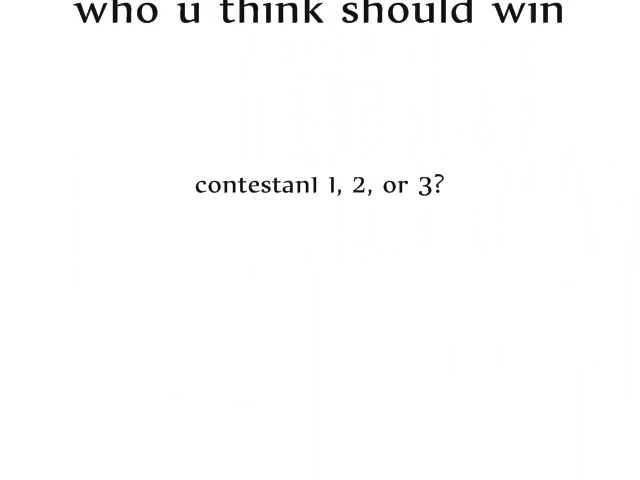 who u think should win
contestanl 1, 2, or 3?